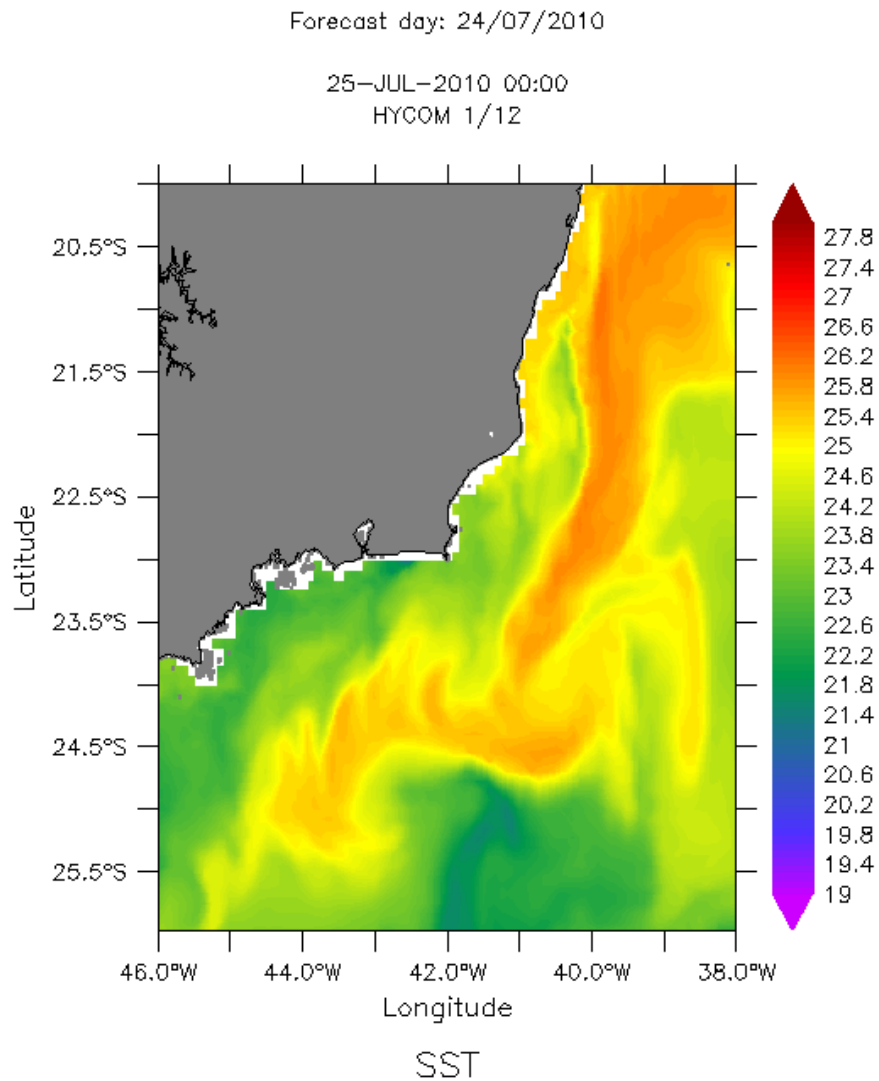 Forecast day: 24/07/2010
25-JUL-2010 00:00
HYCOM 1/12
20.5°S
21.5°S
22.5°S
23.5°S
24.5°S
25.5°S
Latitude
46.0°W 44.0°W 42.0°W 40.0°W 38.0°W
Longitude
SST
27.8
27.4
27
26.6
26.2
25.8
25.4
25
24.6
24.2
23.8
23.4
23
22.6
22.2
21.8
21.4
21
20.6
20.2
19.8
19.4
19